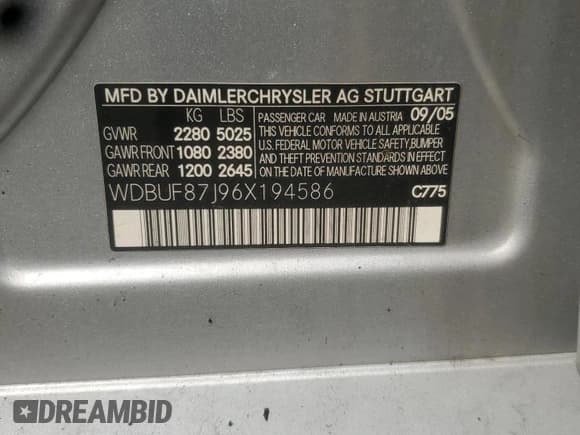 MFD BY DAIMLERCHRYSLER AG STUTTGART
KG LBS PASSENGER CAR MADE IN AUSTRIA 09/05
GVWR 2280 5025 THIS VEHICLE CONFORMS TO ALL APPLICABLE
GAWR FRONT 1080 2380 U.S. FEDERAL MOTOR VEHICLE SAFETY, BUMPER
GAWR REAR 1200 2645 AND THEFT PREVENTION STANDARDS IN EFFECT
ON THE DATE OF MANUFACTURE SHOWN ABOVE
WDBUF87J96X194586 C775
DREAMBID